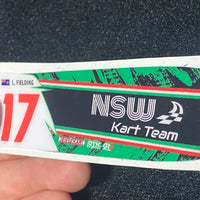 L. FIELDING
17
NSW
Kart Team